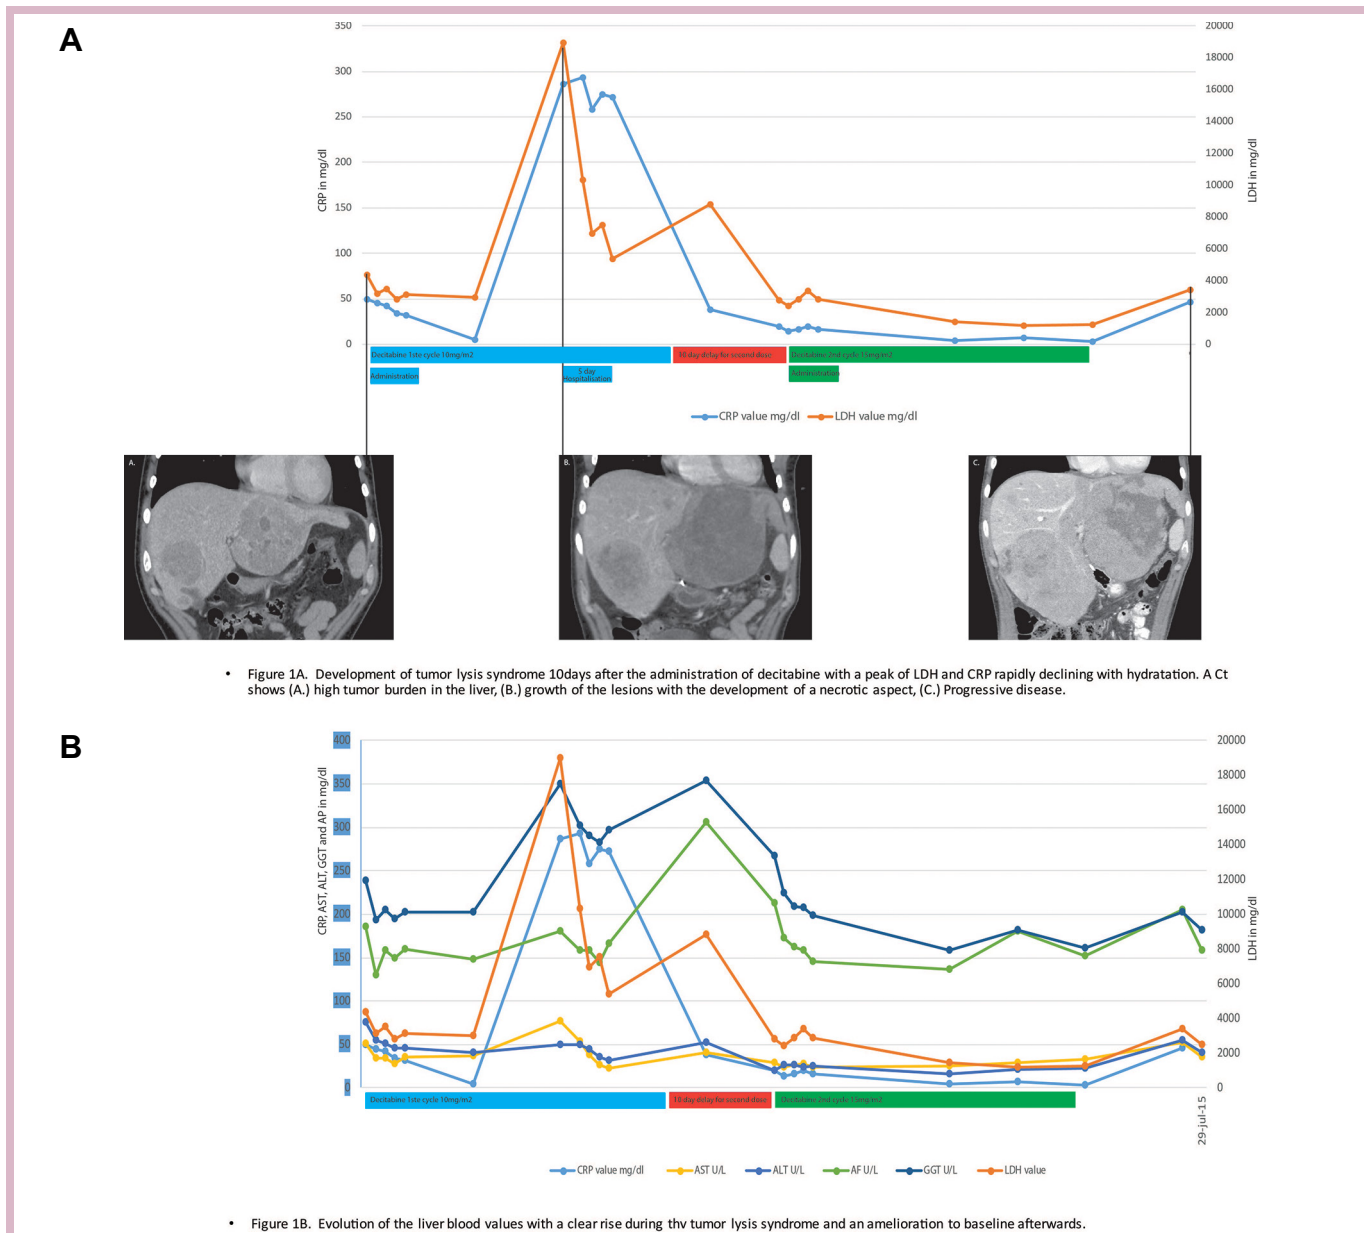 A
350
300
250
200
150
100
50
0
CRP in mg/dl
20000
18000
16000
14000
12000
10000
8000
6000
4000
2000
0
LDH in mg/dl
Decitabine 1ste cycle 10mg/m2
10 day delay for second dose
Decitabine 2nd cycle 15mg/m2
Administration
5 day
Hospitalisation
Administration
CRP value mg/dl
LDH value mg/dl
A.
B.
C.
• Figure 1A. Development of tumor lysis syndrome 10days after the administration of decitabine with a peak of LDH and CRP rapidly declining with hydratation. A Ct
shows (A.) high tumor burden in the liver, (B.) growth of the lesions with the development of a necrotic aspect, (C.) Progressive disease.
B
400
350
300
250
200
150
100
50
0
CRP, AST, ALT, GGT and AP in mg/dl
20000
18000
16000
14000
12000
10000
8000
6000
4000
2000
0
LDH in mg/dl
Decitabine 1ste cycle 10mg/m2
10 day delay for second dose
Decitabine 2nd cycle 15mg/m2
29-jul-15
CRP value mg/dl
AST U/L
ALT U/L
AF U/L
GGT U/L
LDH value
• Figure 1B. Evolution of the liver blood values with a clear rise during thv tumor lysis syndrome and an amelioration to baseline afterwards.